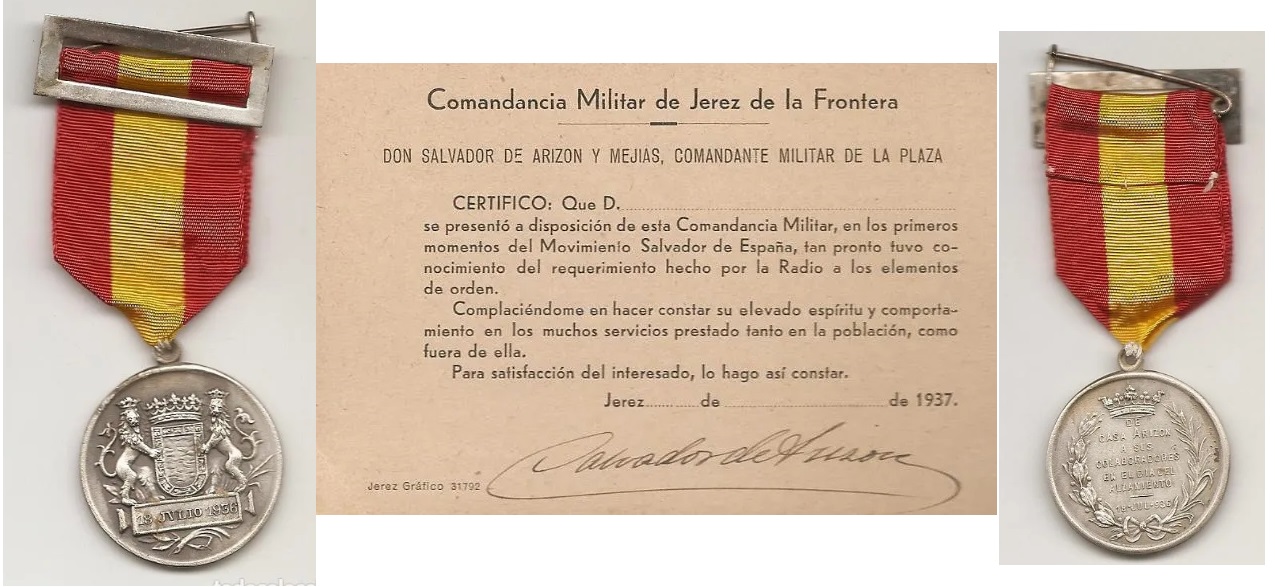 18 JVLIO 1936
Comandancia Militar de Jerez de la Frontera
DON SALVADOR DE ARIZON Y MEJIAS, COMANDANTE MILITAR DE LA PLAZA
CERTIFICO: Que D.
se presentó a disposición de esta Comandancia Militar, en los primeros
momentos del Movimiento Salvador de España, tan pronto tuvo co-
nocimiento del requerimiento hecho por la Radio a los elementos
de orden.
Complaciéndome en hacer constar su elevado espíritu y comporta-
miento en los muchos servicios prestado tanto en la población, como
fuera de ella.
Para satisfacción del interesado, lo hago así constar.
Jerez.......... de ........................................ de 1937.
Salvador de Arizon
Jerez Gráfico 31792
DE
CASA ARIZON
A SUS
COLABORADORES
EN EL DIA DEL
ALZAMIENTO
18-JUL-936